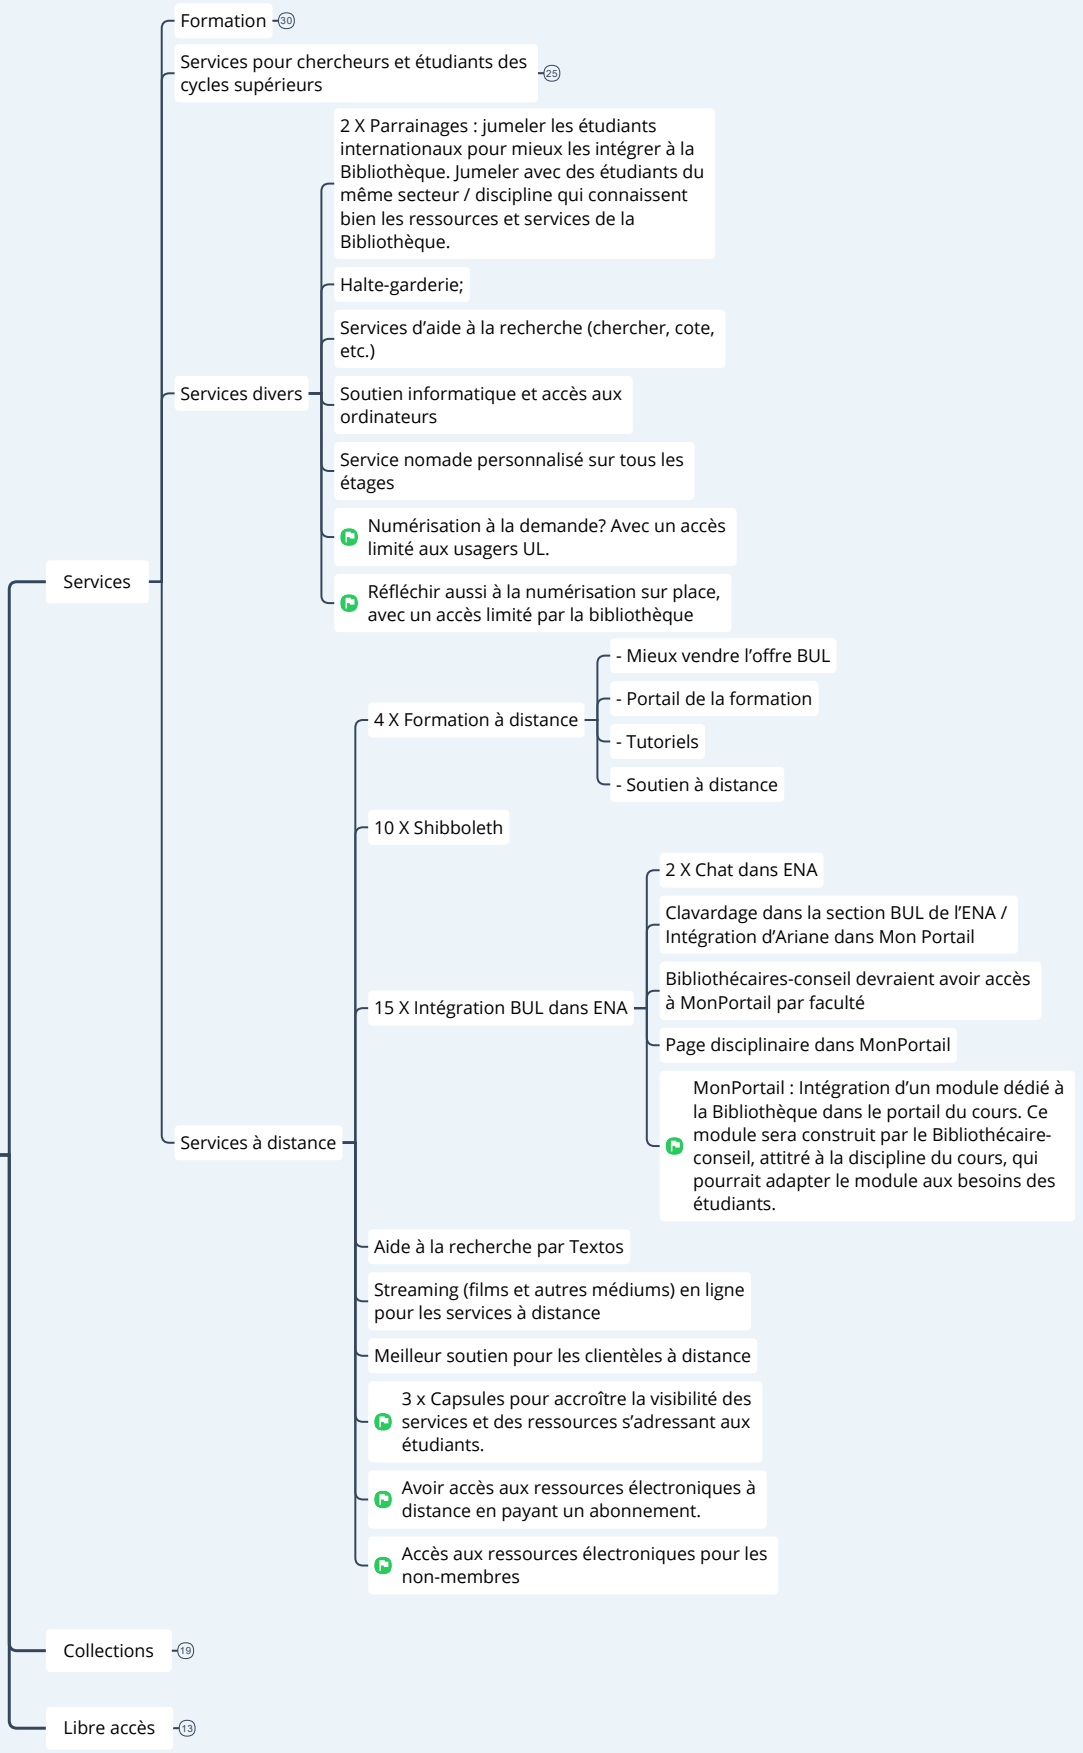 Formation 30
Services pour chercheurs et étudiants des
cycles supérieurs 25
2 X Parrainages : jumeler les étudiants
internationaux pour mieux les intégrer à la
Bibliothèque. Jumeler avec des étudiants du
même secteur / discipline qui connaissent
bien les ressources et services de la
Bibliothèque.
Halte-garderie;
Services d’aide à la recherche (chercher, cote,
etc.)
Services divers
Soutien informatique et accès aux
ordinateurs
Service nomade personnalisé sur tous les
étages
Numérisation à la demande? Avec un accès
limité aux usagers UL.
Services
Réfléchir aussi à la numérisation sur place,
avec un accès limité par la bibliothèque
- Mieux vendre l’offre BUL
- Portail de la formation
4 X Formation à distance
- Tutoriels
- Soutien à distance
10 X Shibboleth
2 X Chat dans ENA
Clavardage dans la section BUL de l’ENA /
Intégration d’Ariane dans Mon Portail
Bibliothécaires-conseil devraient avoir accès
à MonPortail par faculté
15 X Intégration BUL dans ENA
Page disciplinaire dans MonPortail
MonPortail : Intégration d’un module dédié à
la Bibliothèque dans le portail du cours. Ce
module sera construit par le Bibliothécaire-
conseil, attitré à la discipline du cours, qui
pourrait adapter le module aux besoins des
étudiants.
Services à distance
Aide à la recherche par Textos
Streaming (films et autres médiums) en ligne
pour les services à distance
Meilleur soutien pour les clientèles à distance
3 x Capsules pour accroître la visibilité des
services et des ressources s’adressant aux
étudiants.
Avoir accès aux ressources électroniques à
distance en payant un abonnement.
Accès aux ressources électroniques pour les
non-membres
Collections 19
Libre accès 13